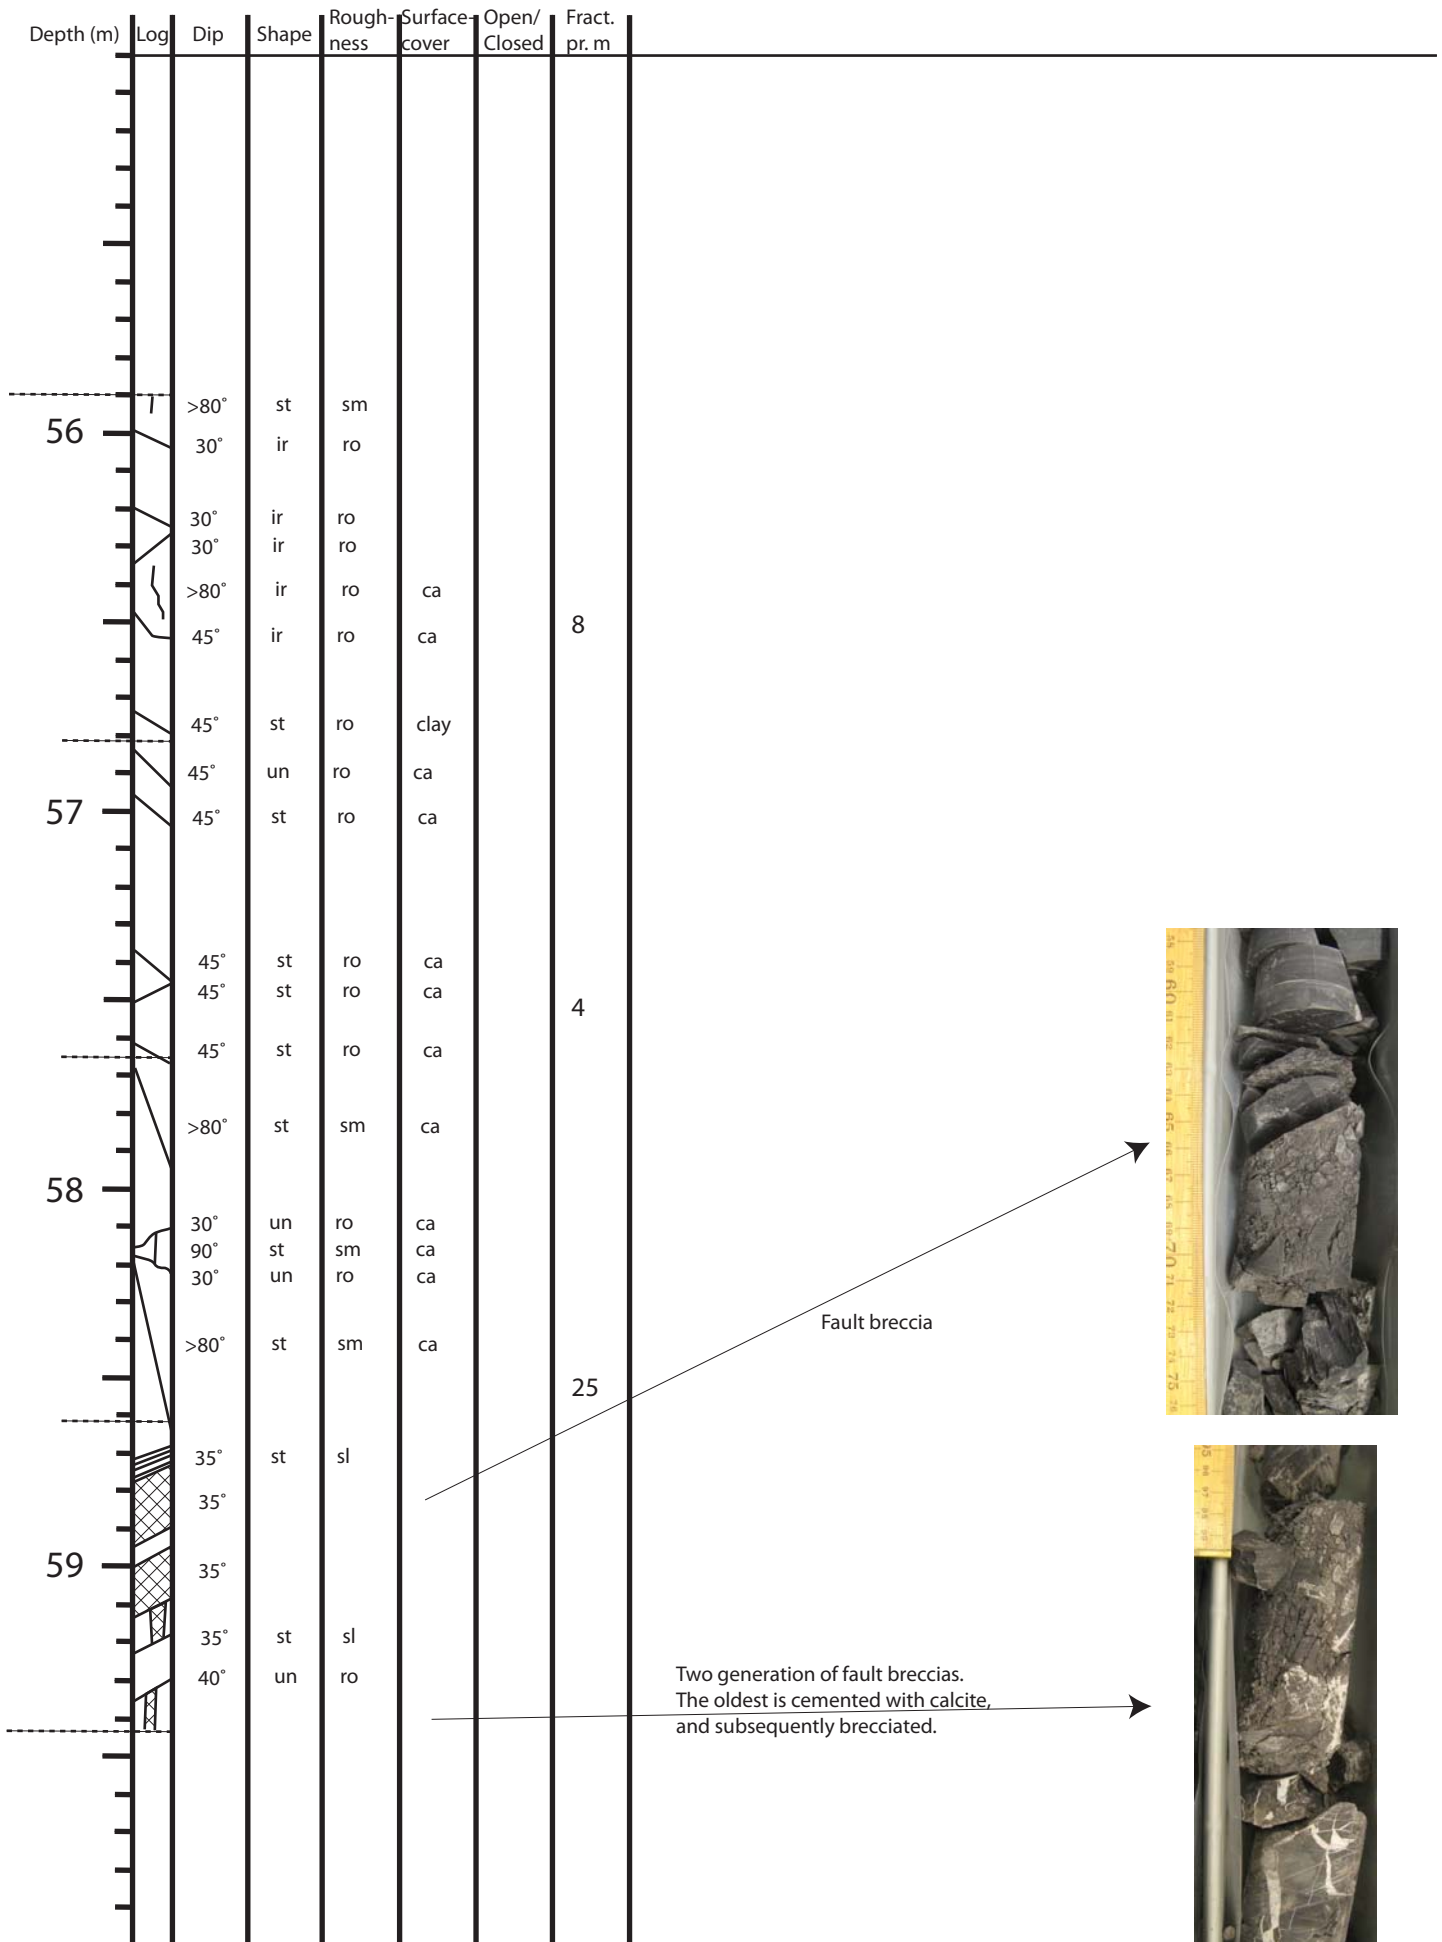 Depth (m) Log Dip Shape Rough-ness Surface-cover Open/Closed Fract. pr. m
>80° st sm
56
30° ir ro
30° ir ro
30° ir ro
>80° ir ro ca
8
45° ir ro ca
45° st ro clay
45° un ro ca
57
45° st ro ca
45° st ro ca
45° st ro ca
4
45° st ro ca
>80° st sm ca
58
30° un ro ca
90° st sm ca
30° un ro ca
Fault breccia
>80° st sm ca
25
35° st sl
35°
59
35°
35° st sl
40° un ro
Two generation of fault breccias.
The oldest is cemented with calcite,
and subsequently brecciated.
60
65
70
75